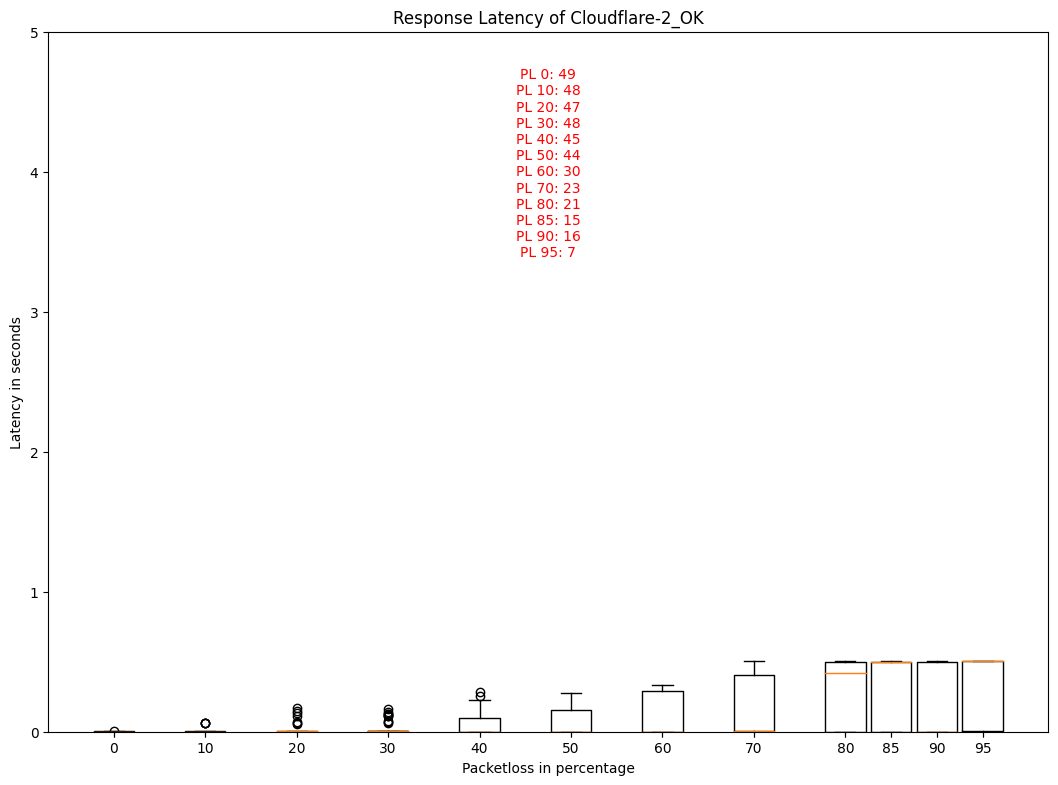 Response Latency of Cloudflare-2_OK
5
PL 0: 49
PL 10: 48
PL 20: 47
PL 30: 48
PL 40: 45
PL 50: 44
PL 60: 30
PL 70: 23
PL 80: 21
PL 85: 15
PL 90: 16
PL 95: 7
4
3
2
1
0
Latency in seconds
0 10 20 30 40 50 60 70 80 85 90 95
Packetloss in percentage